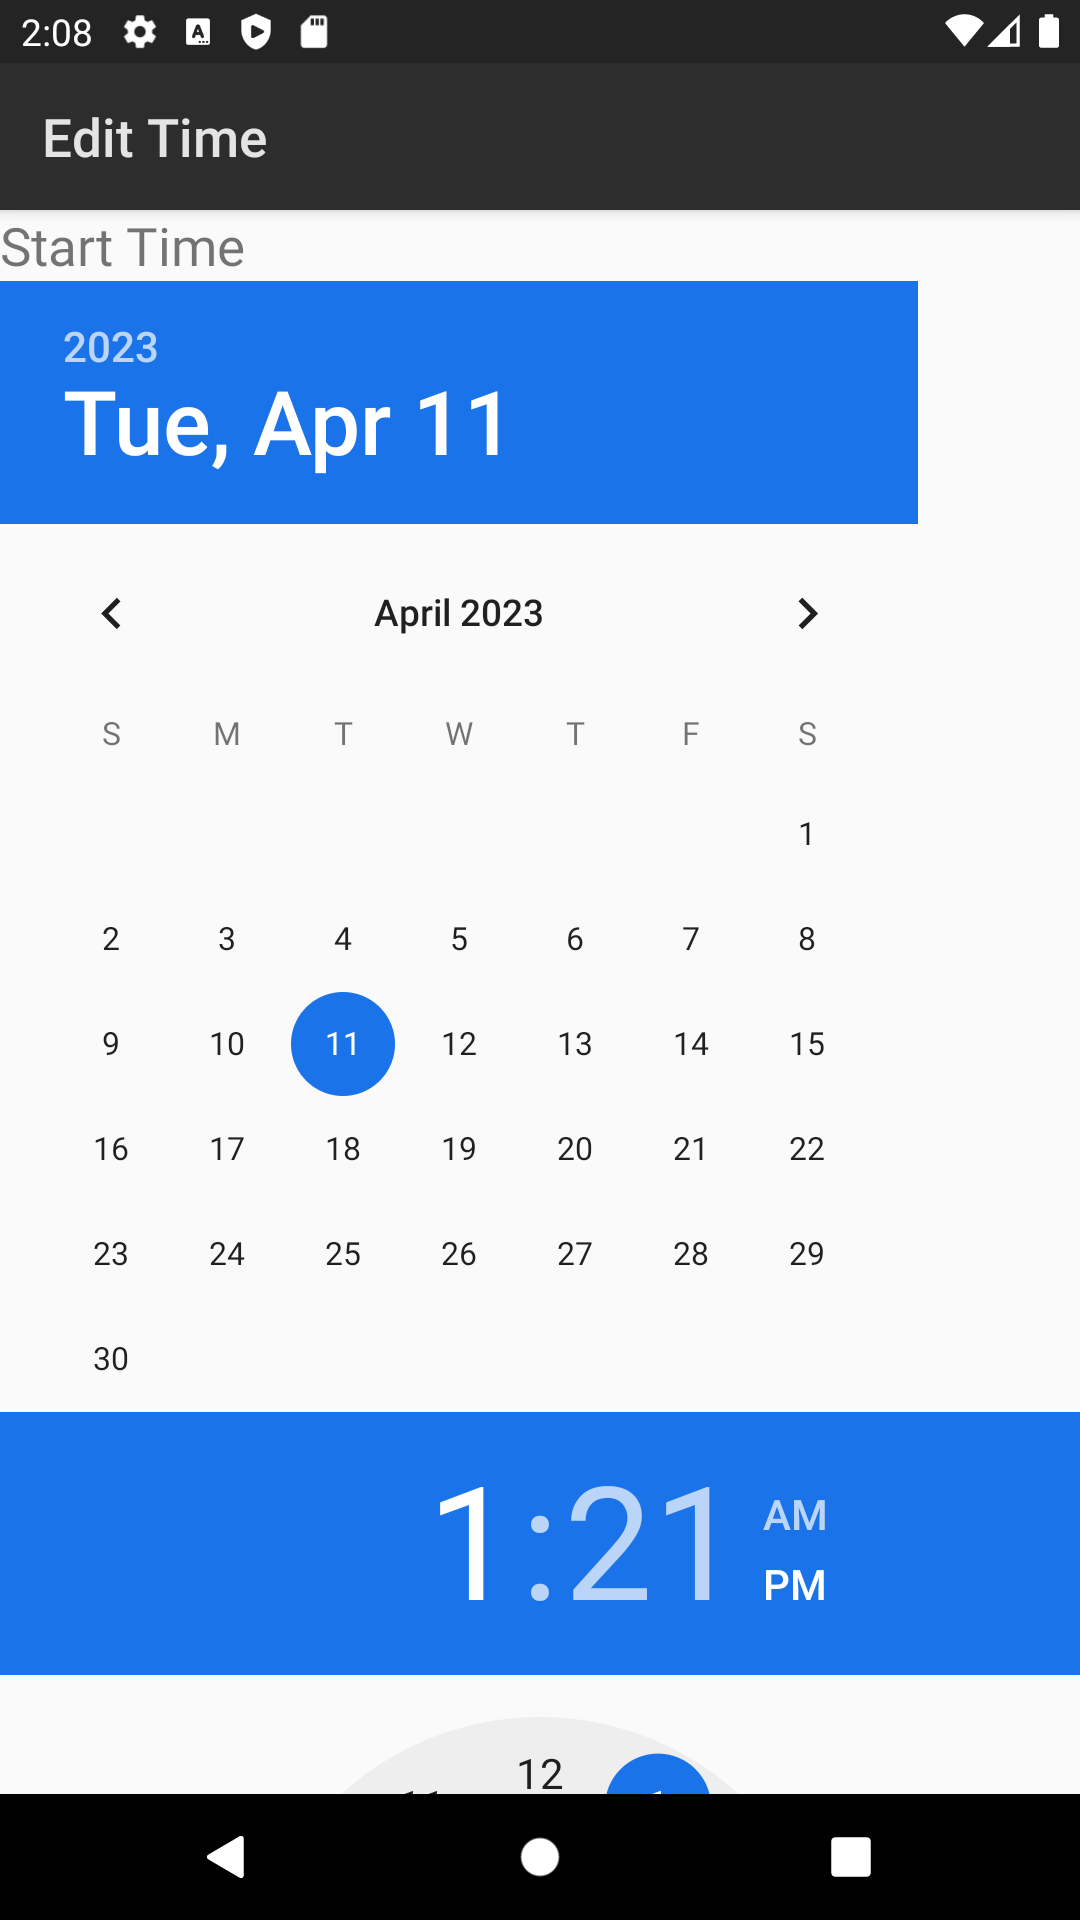 2:08
Edit Time
Start Time
2023
Tue, Apr 11
April 2023
S M T W T F S
1
2 3 4 5 6 7 8
9 10 11 12 13 14 15
16 17 18 19 20 21 22
23 24 25 26 27 28 29
30
1:21 AM
PM
12